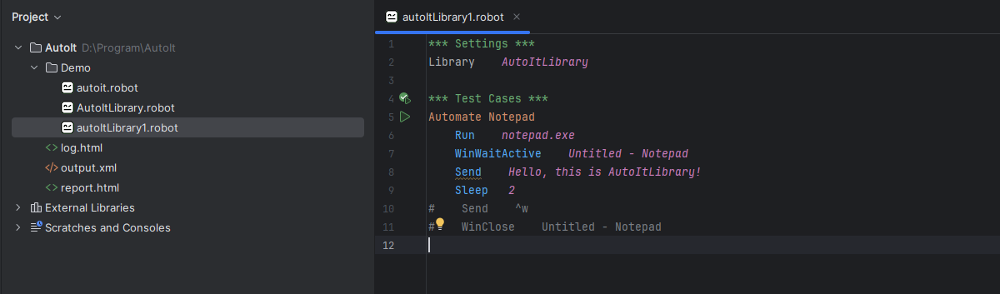 Project
AutoIt D:\Program\AutoIt
Demo
autoit.robot
AutoItLibrary.robot
autoItLibrary1.robot
log.html
output.xml
report.html
External Libraries
Scratches and Consoles
autoItLibrary1.robot
1 *** Settings ***
2 Library    AutoItLibrary
3
4 *** Test Cases ***
5 Automate Notepad
6     Run    notepad.exe
7     WinWaitActive    Untitled - Notepad
8     Send    Hello, this is AutoItLibrary!
9     Sleep   2
10 #    Send    ^w
11 #    WinClose    Untitled - Notepad
12